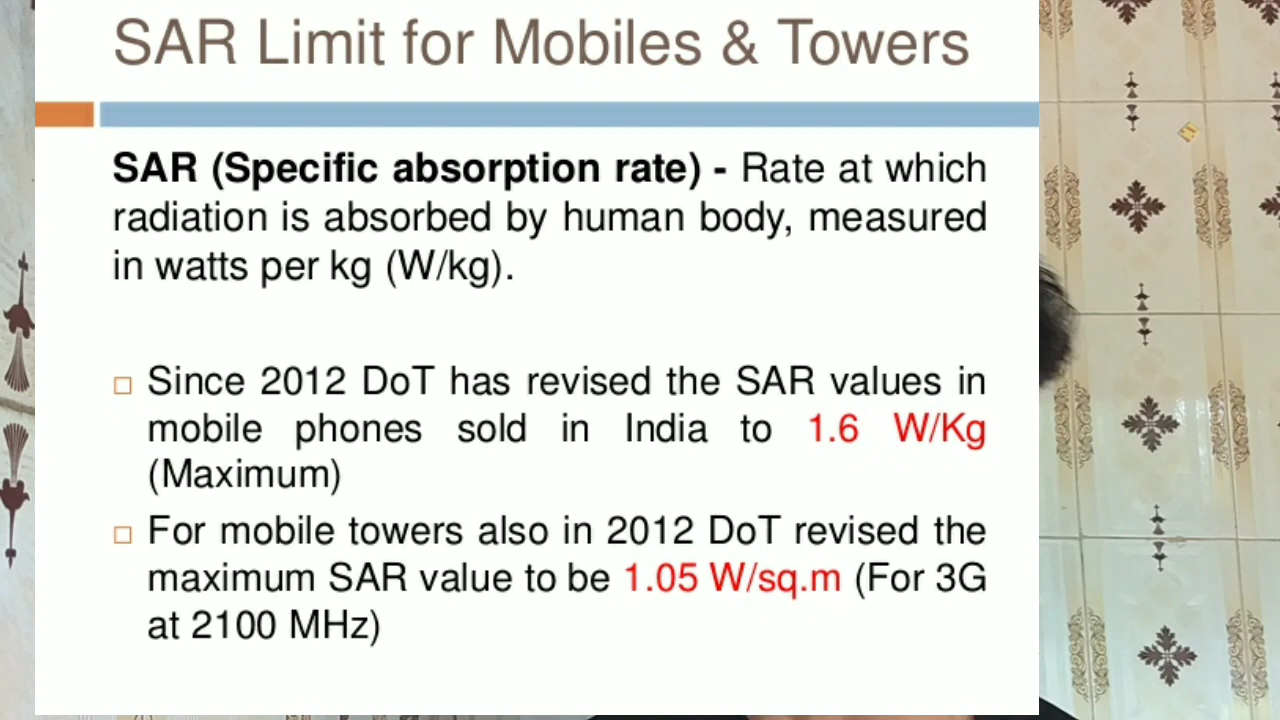 SAR Limit for Mobiles & Towers
SAR (Specific absorption rate) - Rate at which
radiation is absorbed by human body, measured
in watts per kg (W/kg).
□ Since 2012 DoT has revised the SAR values in
mobile phones sold in India to 1.6 W/Kg
(Maximum)
□ For mobile towers also in 2012 DoT revised the
maximum SAR value to be 1.05 W/sq.m (For 3G
at 2100 MHz)